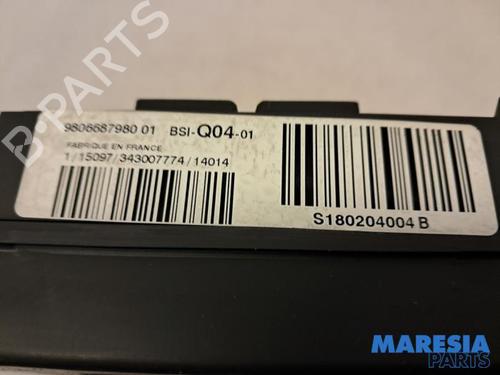 9806687980 01 BSI-Q04-01
FABRIQUE EN FRANCE
1/15097/343007774/14014
S180204004 B
B-PARTS
MARESIA
PARTS